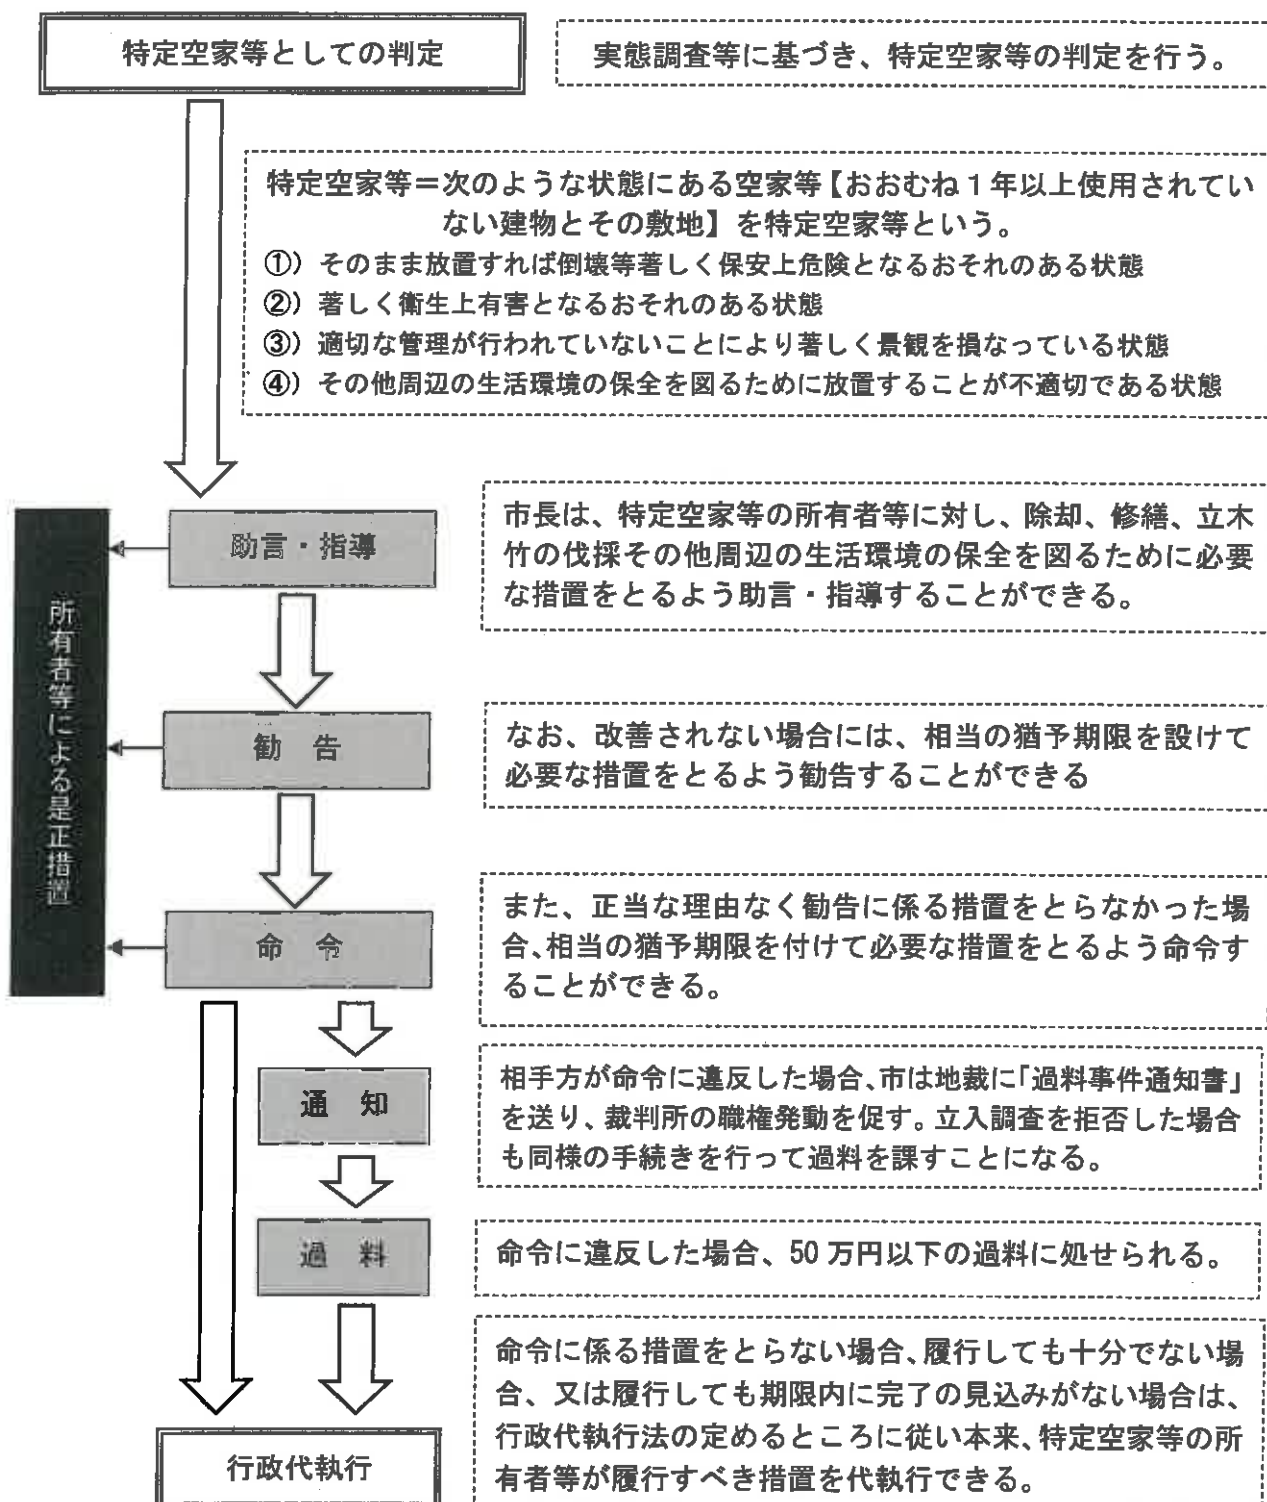 特定空家等としての判定
実態調査等に基づき、特定空家等の判定を行う。
特定空家等＝次のような状態にある空家等【おおむね１年以上使用されてい
ない建物とその敷地】を特定空家等という。
①）そのまま放置すれば倒壊等著しく保安上危険となるおそれのある状態
②）著しく衛生上有害となるおそれのある状態
③）適切な管理が行われていないことにより著しく景観を損なっている状態
④）その他周辺の生活環境の保全を図るために放置することが不適切である状態
所有者等による是正措置
助言・指導
市長は、特定空家等の所有者等に対し、除却、修繕、立木
竹の伐採その他周辺の生活環境の保全を図るために必要
な措置をとるよう助言・指導することができる。
勧 告
なお、改善されない場合には、相当の猶予期限を設けて
必要な措置をとるよう勧告することができる
命 令
また、正当な理由なく勧告に係る措置をとらなかった場
合、相当の猶予期限を付けて必要な措置をとるよう命令す
ることができる。
通 知
相手方が命令に違反した場合、市は地裁に「過料事件通知書」
を送り、裁判所の職権発動を促す。立入調査を拒否した場合
も同様の手続きを行って過料を課すことになる。
過 料
命令に違反した場合、50 万円以下の過料に処せられる。
行政代執行
命令に係る措置をとらない場合、履行しても十分でない場
合、又は履行しても期限内に完了の見込みがない場合は、
行政代執行法の定めるところに従い本来、特定空家等の所
有者等が履行すべき措置を代執行できる。